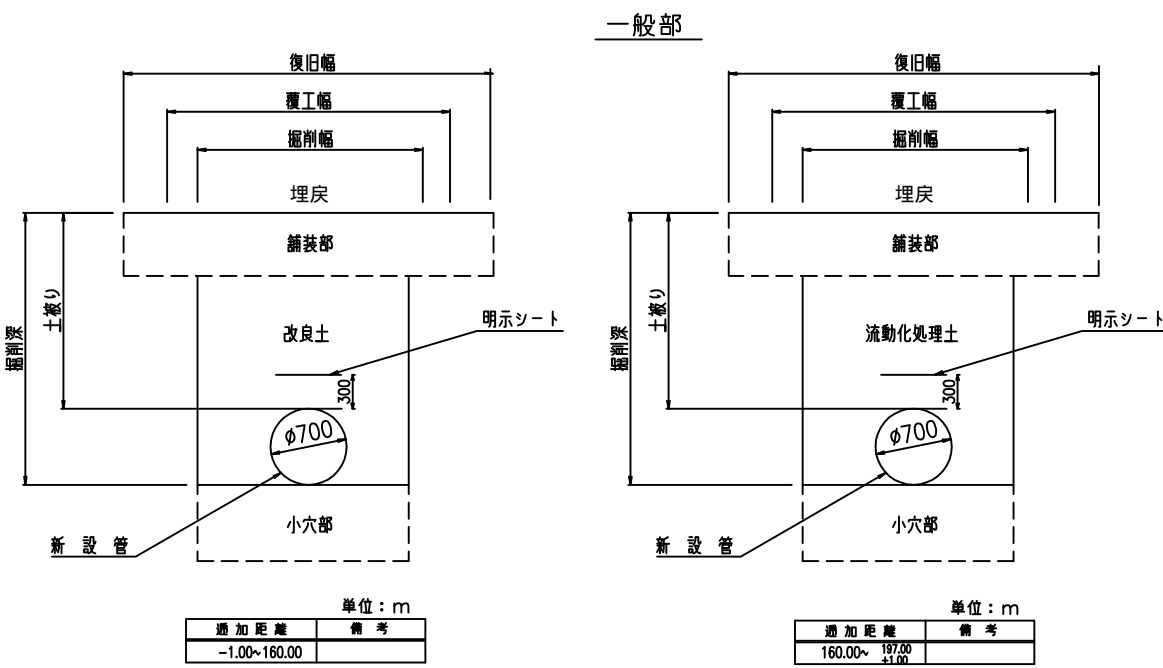 一般部
復旧幅
覆工幅
掘削幅
埋戻
舗装部
掘削深
土被り
改良土
明示シート
300
φ700
新設管
小穴部
単位：m
追加距離 備考
-1.00~160.00
復旧幅
覆工幅
掘削幅
埋戻
舗装部
掘削深
土被り
流動化処理土
明示シート
300
φ700
新設管
小穴部
単位：m
追加距離 備考
160.00~ 197.00
+1.00